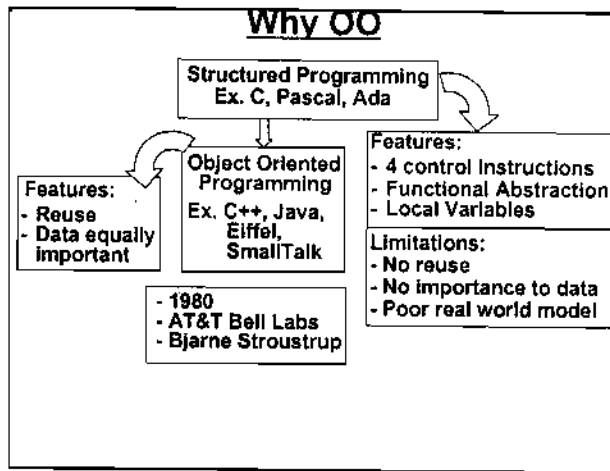 Why OO
Structured Programming
Ex. C, Pascal, Ada
Object Oriented
Programming
Ex. C++, Java,
Eiffel,
SmallTalk
Features:
- Reuse
- Data equally
important
- 1980
- AT&T Bell Labs
- Bjarne Stroustrup
Features:
- 4 control Instructions
- Functional Abstraction
- Local Variables
Limitations:
- No reuse
- No importance to data
- Poor real world model